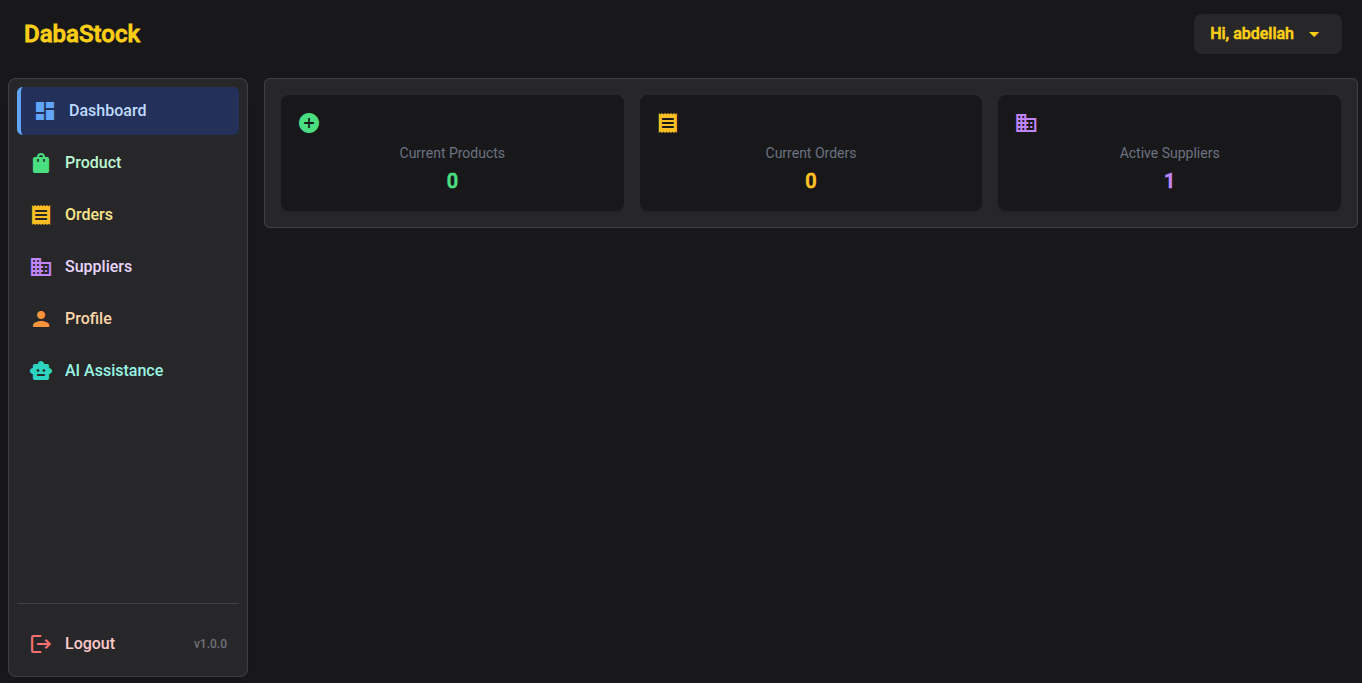 DabaStock
Hi, abdellah
Dashboard
Product
Orders
Suppliers
Profile
AI Assistance
Logout
v1.0.0
Current Products
0
Current Orders
0
Active Suppliers
1